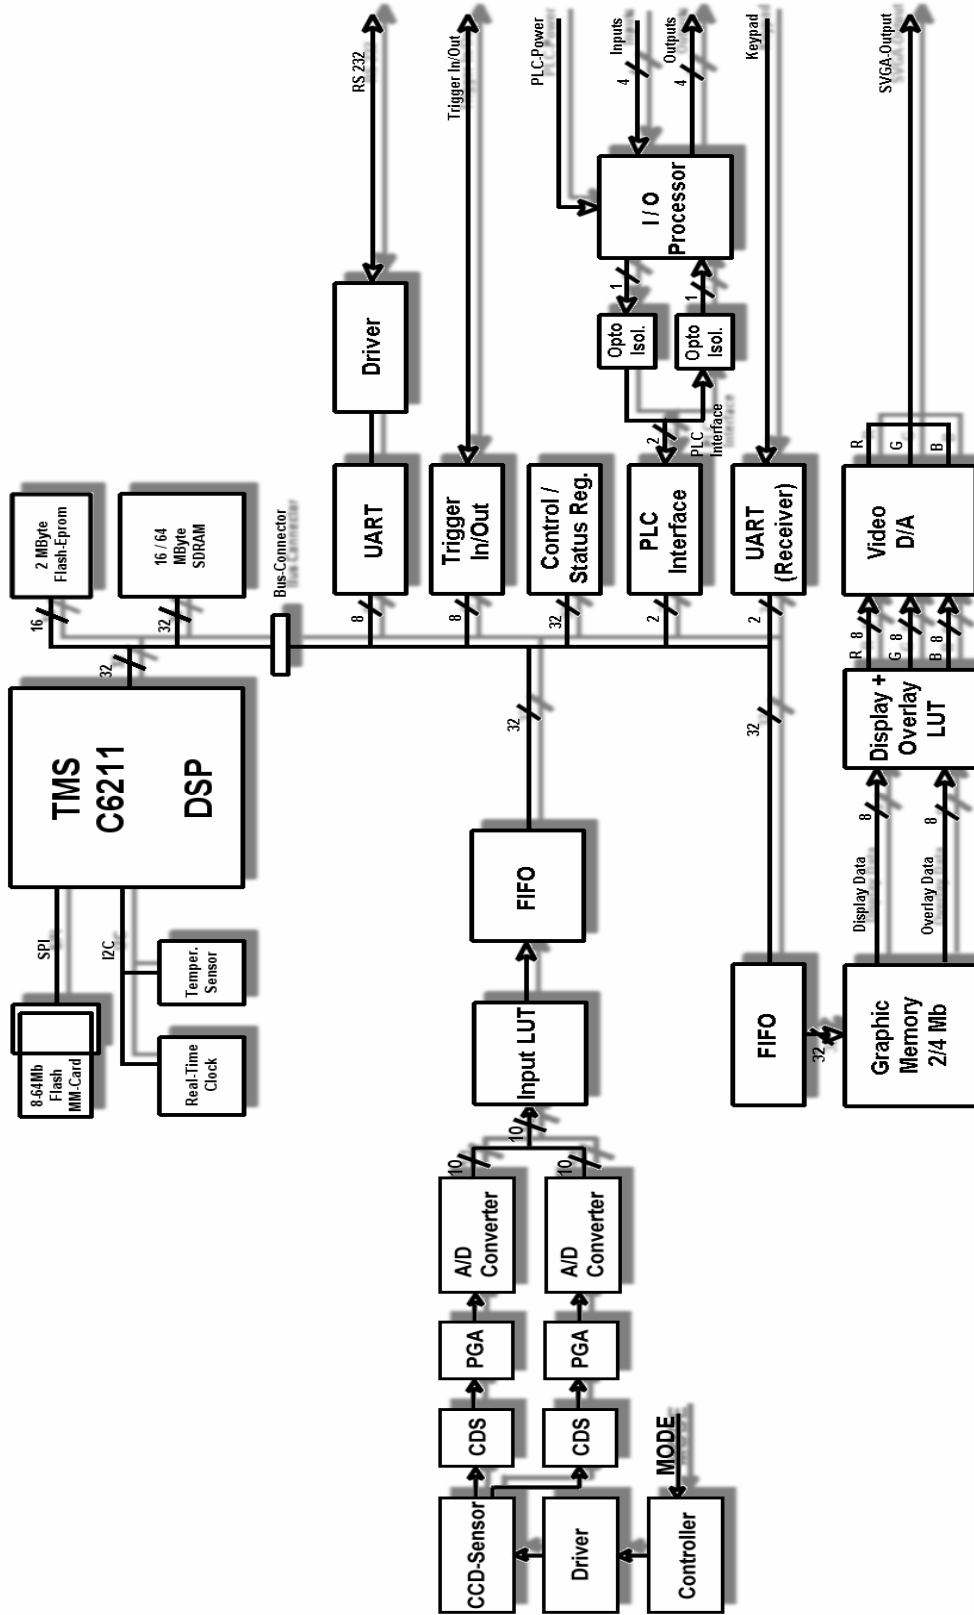 TMS
C6211
DSP
2 MByte
Flash-Eprom
16
16 / 64
MByte
SDRAM
32
32
SPI
I2C
8-64Mb
Flash
MM-Card
Temper.
Sensor
Real-Time
Clock
Bus-Connector
UART
8
Driver
RS 232
Trigger
In/Out
8
Trigger In/Out
Control /
Status Reg.
32
PLC
Interface
2
2
PLC
Interface
Opto
Isol.
1
Opto
Isol.
1
I / O
Processor
PLC-Power
Inputs
4
Outputs
4
UART
(Receiver)
2
Keypad
CCD-Sensor
CDS
PGA
A/D
Converter
10
Driver
CDS
PGA
A/D
Converter
10
Controller
MODE
10
Input LUT
FIFO
32
32
FIFO
32
Graphic
Memory
2/4 Mb
Display Data
8
Overlay Data
8
Display +
Overlay
LUT
R
8
G
8
B
8
Video
D/A
R
G
B
SVGA-Output